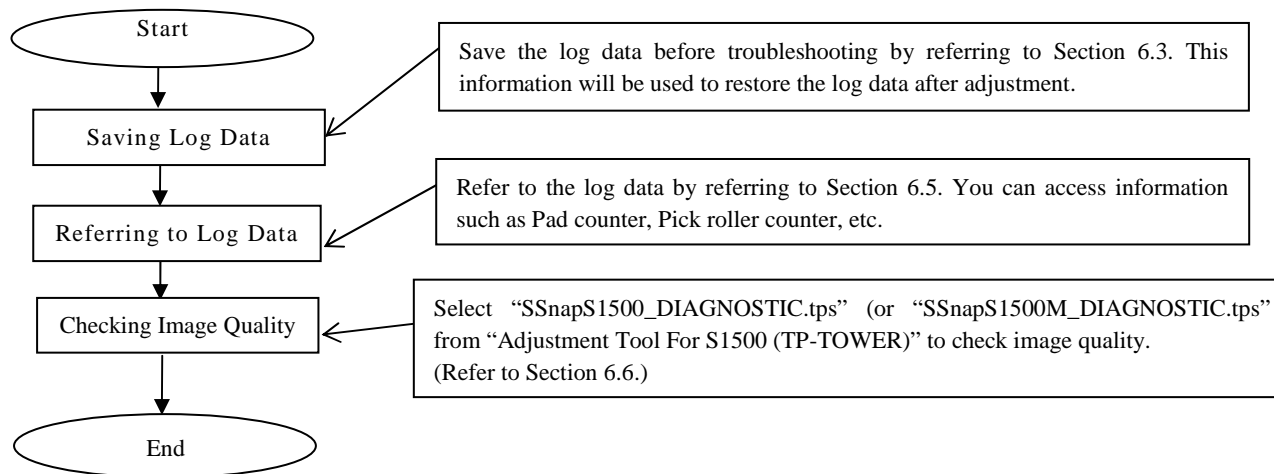 Start
Save the log data before troubleshooting by referring to Section 6.3. This
information will be used to restore the log data after adjustment.
Saving Log Data
Refer to the log data by referring to Section 6.5. You can access information
such as Pad counter, Pick roller counter, etc.
Referring to Log Data
Select “SSnapS1500_DIAGNOSTIC.tps” (or “SSnapS1500M_DIAGNOSTIC.tps”
from “Adjustment Tool For S1500 (TP-TOWER)” to check image quality.
(Refer to Section 6.6.)
Checking Image Quality
End